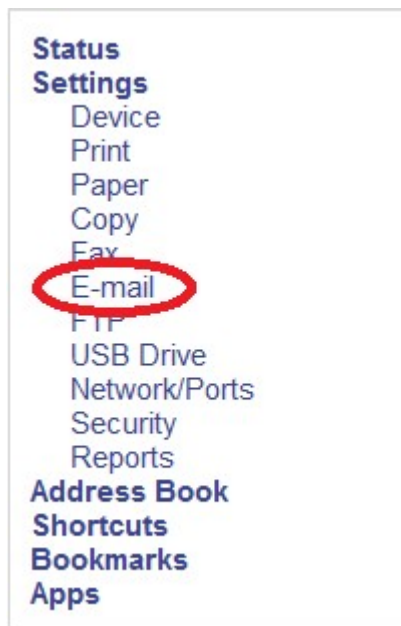 Status
Settings
Device
Print
Paper
Copy
Fax
E-mail
FTP
USB Drive
Network/Ports
Security
Reports
Address Book
Shortcuts
Bookmarks
Apps